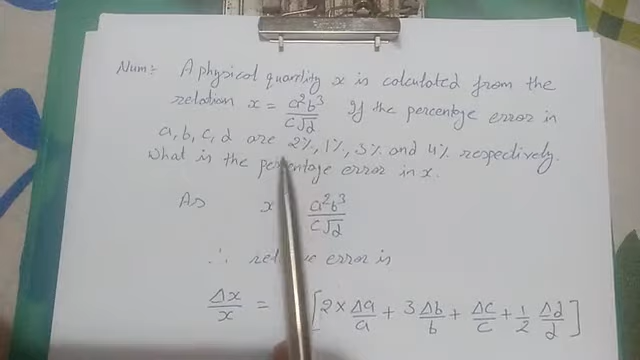 Num:- A physical quantity x is calculated from the
relation x = a²b³/c√d If the percentage error in
a, b, c, d are 2%, 1%, 3% and 4% respectively.
What is the percentage error in x.
As x a²b³/c√d
∴ error is
Δx/x = [2 × Δa/a + 3 Δb/b + Δc/c + 1/2 Δd/d]